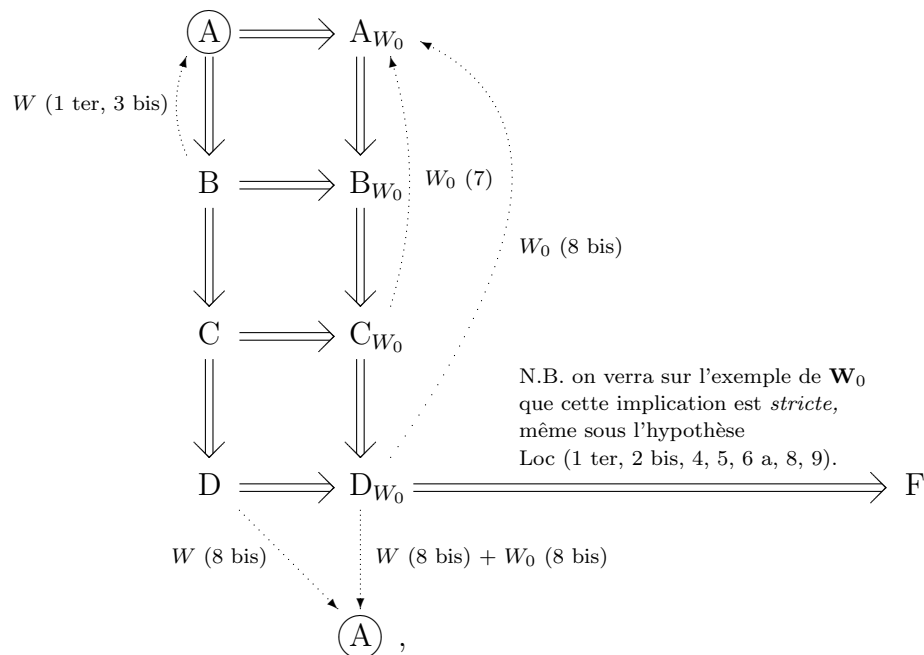 A A_{W_0}
W (1 ter, 3 bis)
B B_{W_0}
W_0 (7)
W_0 (8 bis)
C C_{W_0}
N.B. on verra sur l'exemple de W_0
que cette implication est stricte,
même sous l'hypothèse
Loc (1 ter, 2 bis, 4, 5, 6 a, 8, 9).
D D_{W_0} F
W (8 bis) W (8 bis) + W_0 (8 bis)
A ,